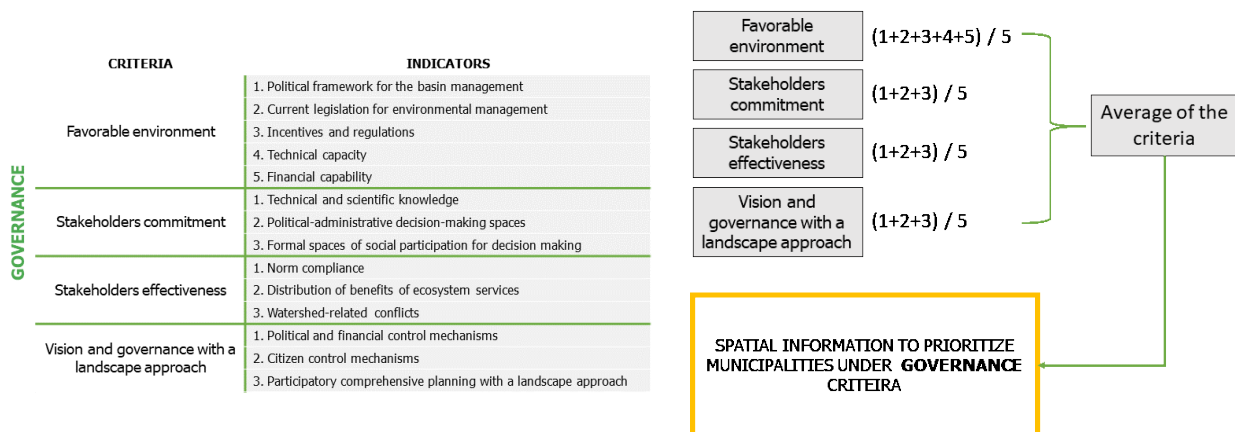 CRITERIA
INDICATORS
GOVERNANCE
Favorable environment
1. Political framework for the basin management
2. Current legislation for environmental management
3. Incentives and regulations
4. Technical capacity
5. Financial capability
Stakeholders commitment
1. Technical and scientific knowledge
2. Political-administrative decision-making spaces
3. Formal spaces of social participation for decision making
Stakeholders effectiveness
1. Norm compliance
2. Distribution of benefits of ecosystem services
3. Watershed-related conflicts
Vision and governance with a
landscape approach
1. Political and financial control mechanisms
2. Citizen control mechanisms
3. Participatory comprehensive planning with a landscape approach
Favorable
environment
(1+2+3+4+5) / 5
Stakeholders
commitment
(1+2+3) / 5
Stakeholders
effectiveness
(1+2+3) / 5
Vision and
governance with a
landscape approach
(1+2+3) / 5
Average of the
criteria
SPATIAL INFORMATION TO PRIORITIZE
MUNICIPALITIES UNDER GOVERNANCE
CRITEIRA